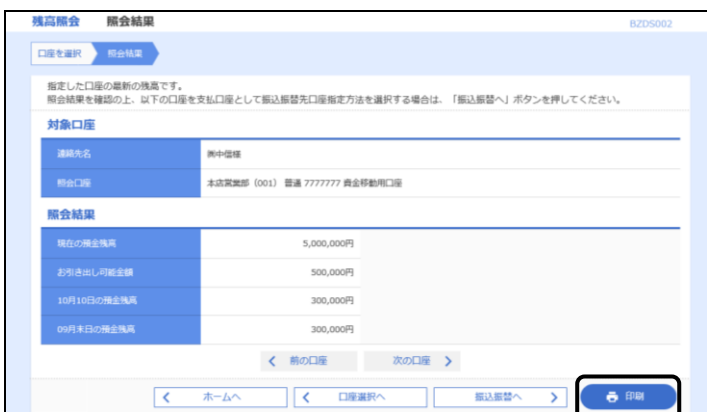 残高照会 照会結果 BZDS002
口座を選択 照会結果
指定した口座の最新の残高です。
照会結果を確認の上、以下の口座を支払口座として振込振替先口座指定方法を選択する場合は、「振込振替へ」ボタンを押してください。
対象口座
連絡先名 ㈱中信様
照会口座 本店営業部（001） 普通 7777777 資金移動用口座
照会結果
現在の預金残高 5,000,000円
お引き出し可能金額 500,000円
10月10日の預金残高 300,000円
09月末日の預金残高 300,000円
前の口座 次の口座
ホームへ 口座選択へ 振込振替へ 印刷